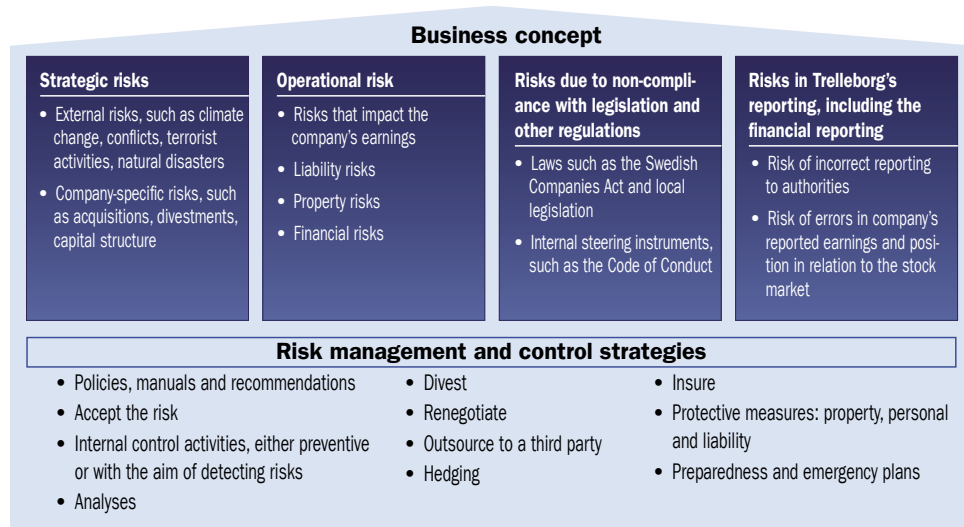 Business concept
Strategic risks
• External risks, such as climate
change, conflicts, terrorist
activities, natural disasters
• Company-specific risks, such
as acquisitions, divestments,
capital structure
Operational risk
• Risks that impact the
company's earnings
• Liability risks
• Property risks
• Financial risks
Risks due to non-compli-
ance with legislation and
other regulations
• Laws such as the Swedish
Companies Act and local
legislation
• Internal steering instruments,
such as the Code of Conduct
Risks in Trelleborg's
reporting, including the
financial reporting
• Risk of incorrect reporting
to authorities
• Risk of errors in company's
reported earnings and posi-
tion in relation to the stock
market
Risk management and control strategies
• Policies, manuals and recommendations
• Accept the risk
• Internal control activities, either preventive
or with the aim of detecting risks
• Analyses
• Divest
• Renegotiate
• Outsource to a third party
• Hedging
• Insure
• Protective measures: property, personal
and liability
• Preparedness and emergency plans